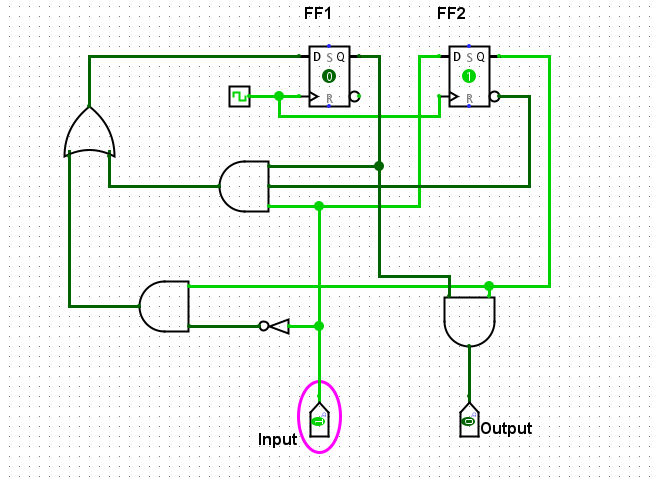 FF1 FF2
D S Q D S Q
0 1
R R
Input
Output